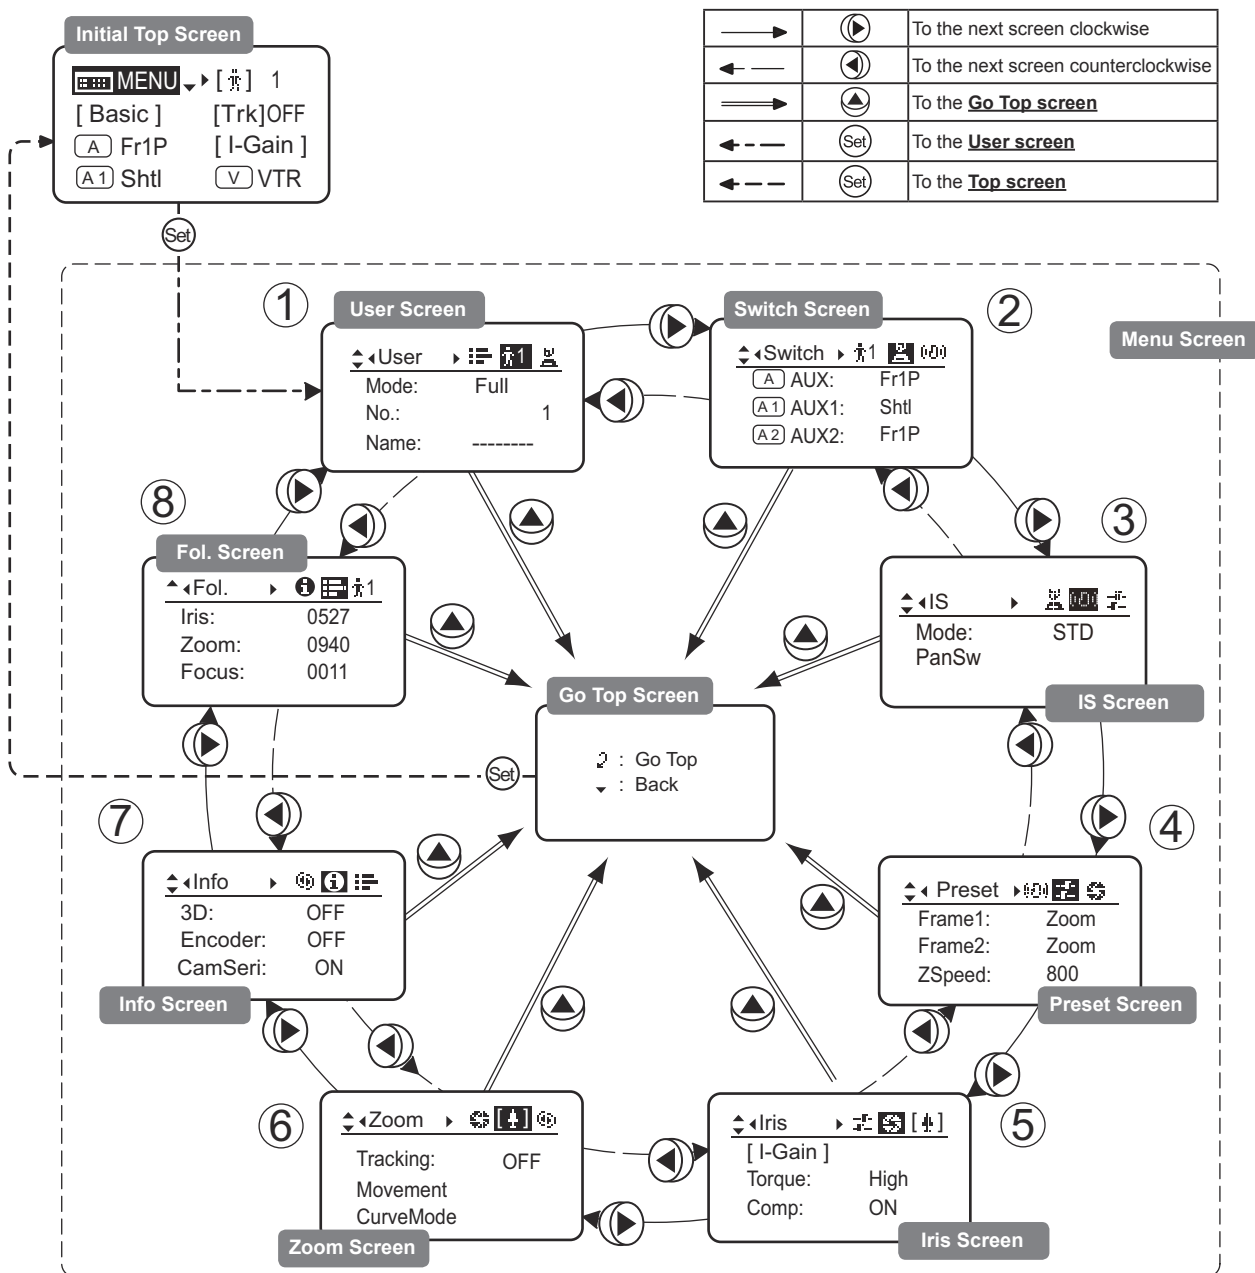 Initial Top Screen
MENU [ ] 1
[ Basic ] [Trk]OFF
A Fr1P [ I-Gain ]
A 1 Shtl V VTR
Set
To the next screen clockwise
To the next screen counterclockwise
To the Go Top screen
Set To the User screen
Set To the Top screen
Menu Screen
①
User Screen
User 1
Mode: Full
No.: 1
Name: --------
②
Switch Screen
Switch 1
A AUX: Fr1P
A 1 AUX1: Shtl
A 2 AUX2: Fr1P
③
IS
Mode: STD
PanSw
IS Screen
⑧
Fol. Screen
Fol. 1
Iris: 0527
Zoom: 0940
Focus: 0011
Go Top Screen
: Go Top
: Back
Set
④
Preset
Frame1: Zoom
Frame2: Zoom
ZSpeed: 800
Preset Screen
⑦
Info
3D: OFF
Encoder: OFF
CamSeri: ON
Info Screen
⑥
Zoom
Tracking: OFF
Movement
CurveMode
Zoom Screen
⑤
Iris
[ I-Gain ]
Torque: High
Comp: ON
Iris Screen